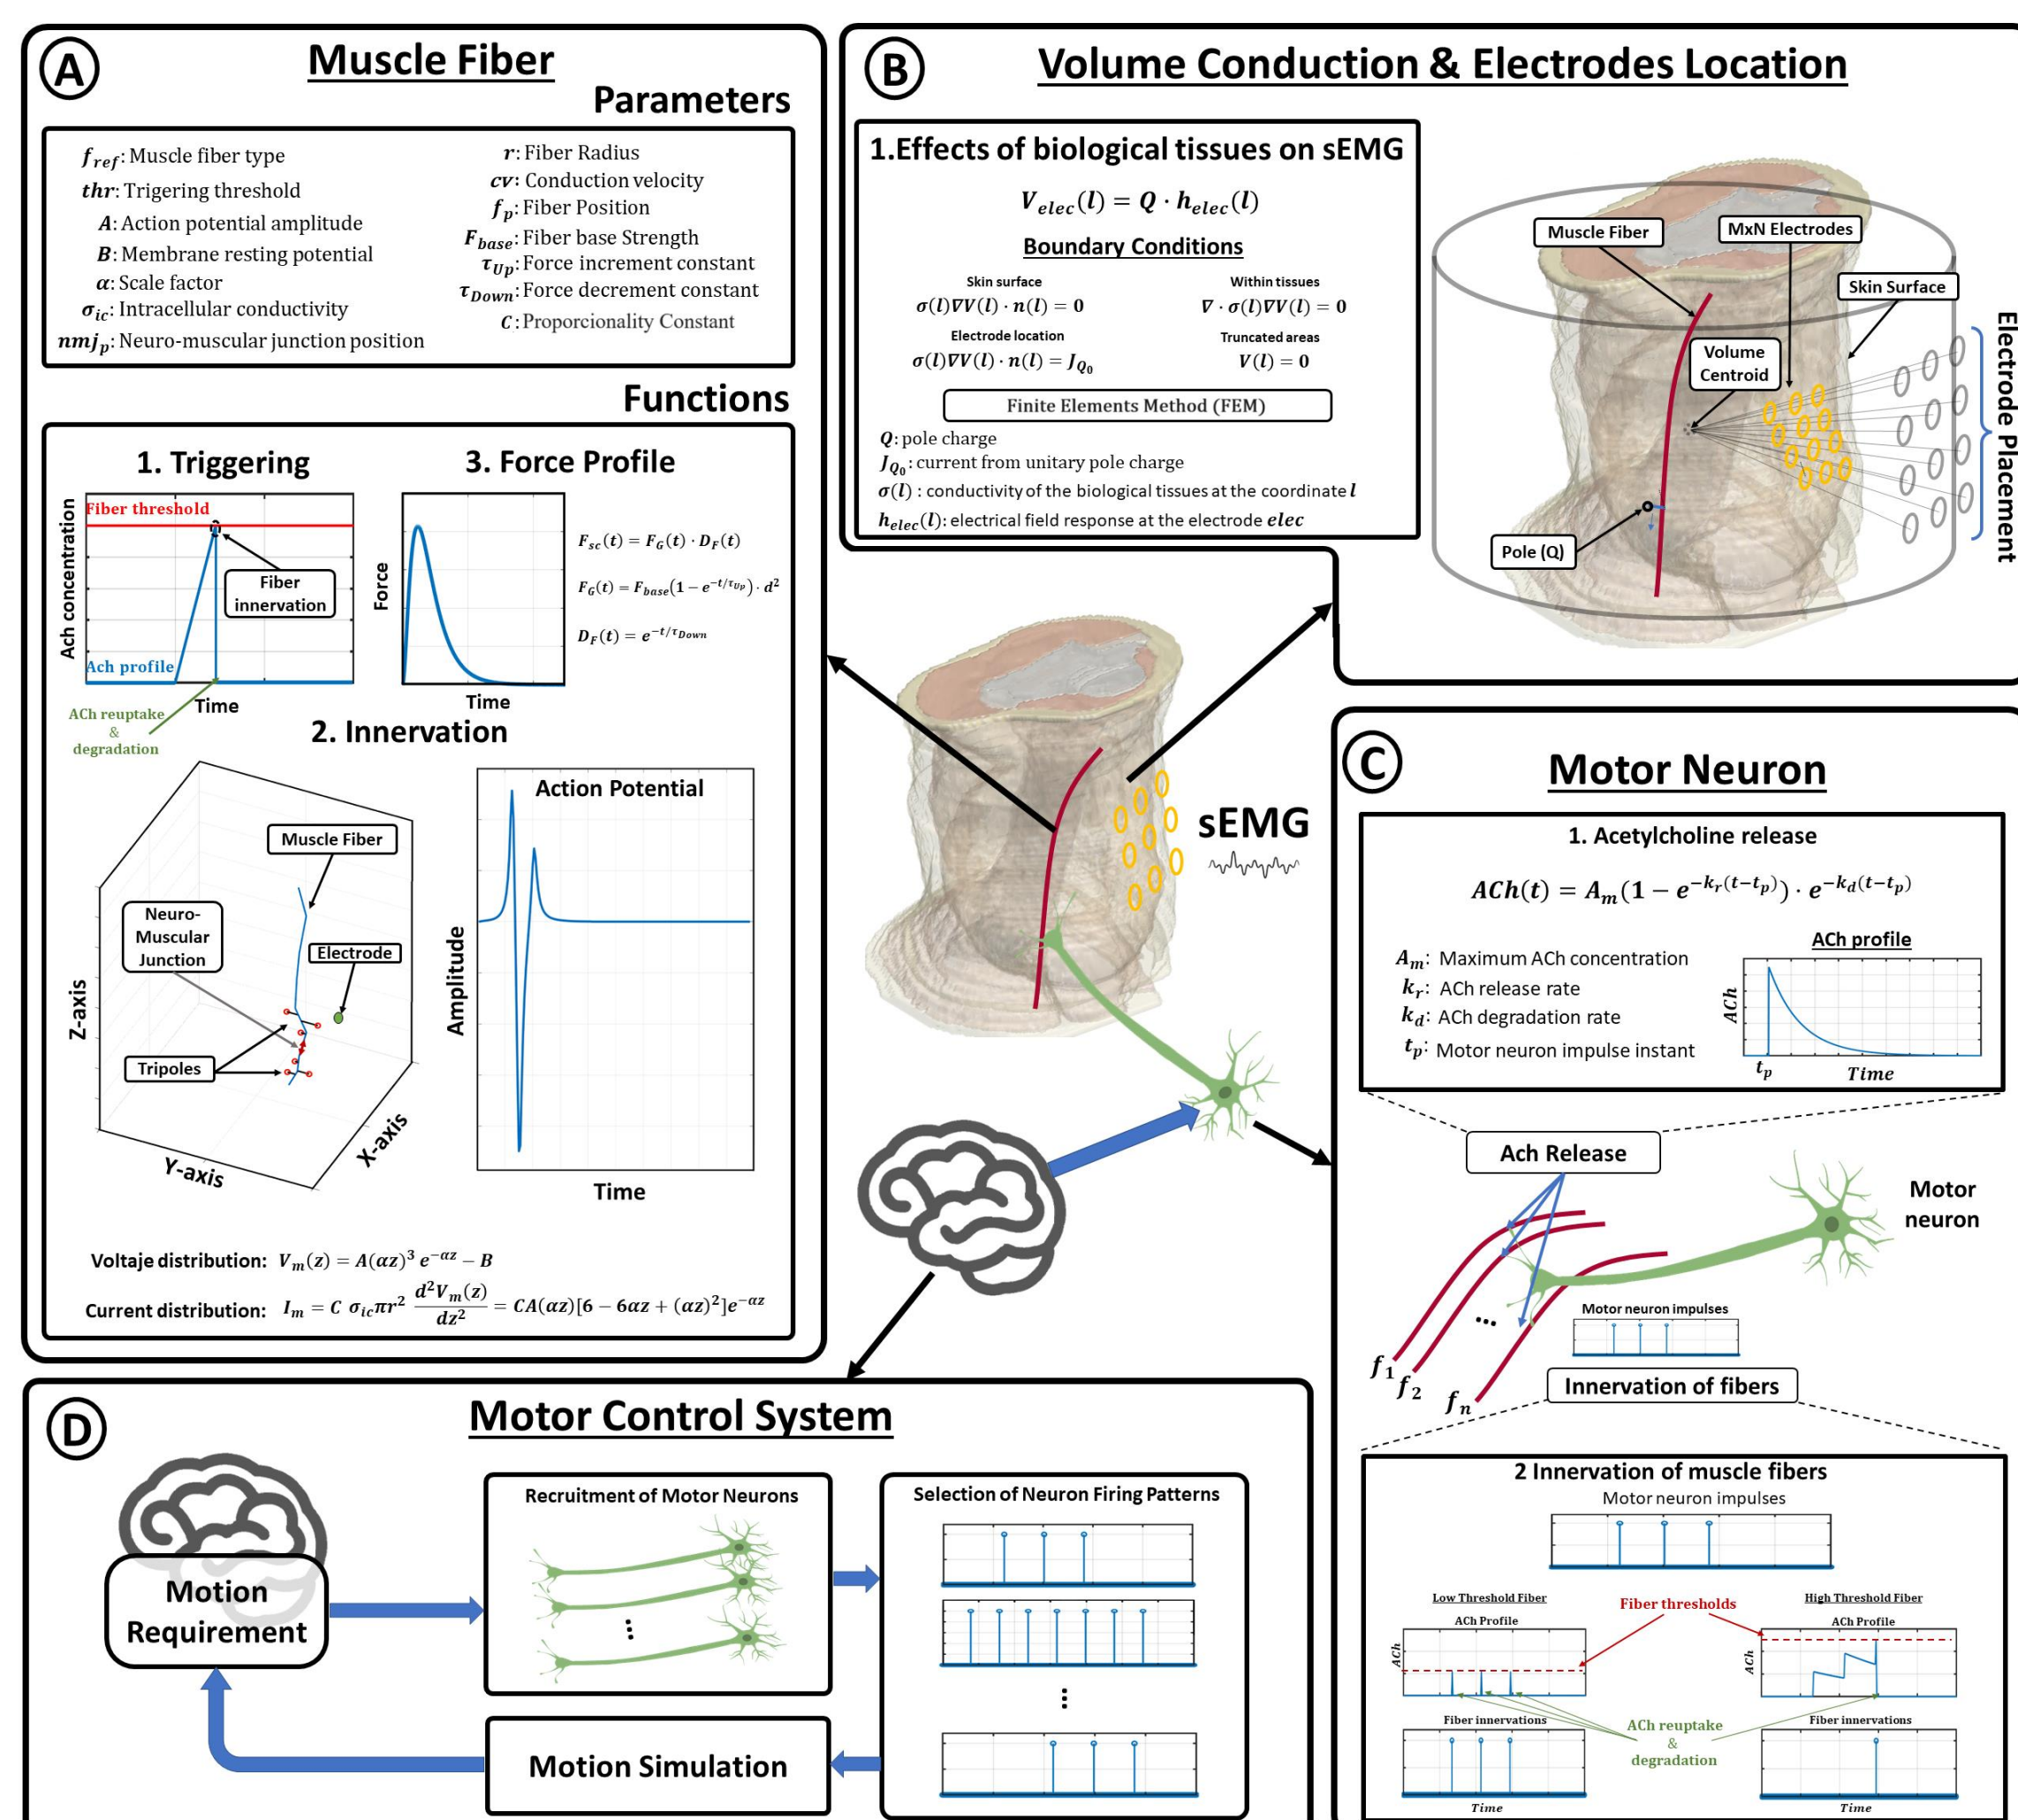 A
Muscle Fiber
Parameters
f_ref: Muscle fiber type
thr: Trigering threshold
A: Action potential amplitude
B: Membrane resting potential
α: Scale factor
σ_ic: Intracellular conductivity
nmj_p: Neuro-muscular junction position
r: Fiber Radius
cv: Conduction velocity
f_p: Fiber Position
F_base: Fiber base Strength
τ_Up: Force increment constant
τ_Down: Force decrement constant
C: Proporcionality Constant
Functions
1. Triggering
Ach concentration
Fiber threshold
Fiber
innervation
Ach profile
Time
ACh reuptake
&
degradation
3. Force Profile
Force
Time
F_sc(t) = F_G(t) · D_F(t)
F_G(t) = F_base(1 − e^(−t/τ_Up)) · d²
D_F(t) = e^(−t/τ_Down)
2. Innervation
Muscle Fiber
Neuro-
Muscular
Junction
Electrode
Tripoles
Z-axis
Y-axis
X-axis
Action Potential
Amplitude
Time
Voltaje distribution: V_m(z) = A(αz)³ e^(−αz) − B
Current distribution: I_m = C σ_ic πr² d²V_m(z)/dz² = CA(αz)[6 − 6αz + (αz)²]e^(−αz)
B
Volume Conduction & Electrodes Location
1.Effects of biological tissues on sEMG
V_elec(l) = Q · h_elec(l)
Boundary Conditions
Skin surface
σ(l)∇V(l) · n(l) = 0
Within tissues
∇ · σ(l)∇V(l) = 0
Electrode location
σ(l)∇V(l) · n(l) = J_Q₀
Truncated areas
V(l) = 0
Finite Elements Method (FEM)
Q: pole charge
J_Q₀: current from unitary pole charge
σ(l) : conductivity of the biological tissues at the coordinate l
h_elec(l): electrical field response at the electrode elec
Muscle Fiber
MxN Electrodes
Skin Surface
Volume
Centroid
Pole (Q)
Electrode Placement
sEMG
C
Motor Neuron
1. Acetylcholine release
ACh(t) = A_m(1 − e^(−k_r(t−t_p))) · e^(−k_d(t−t_p))
A_m: Maximum ACh concentration
k_r: ACh release rate
k_d: ACh degradation rate
t_p: Motor neuron impulse instant
ACh profile
ACh
t_p
Time
Ach Release
Motor
neuron
Motor neuron impulses
...
f₁
f₂
f_n
Innervation of fibers
2 Innervation of muscle fibers
Motor neuron impulses
Low Threshold Fiber
ACh Profile
ACh
Fiber thresholds
High Threshold Fiber
ACh Profile
ACh
Fiber innervations
Time
ACh reuptake
&
degradation
Fiber innervations
Time
D
Motor Control System
Motion
Requirement
Recruitment of Motor Neurons
...
Selection of Neuron Firing Patterns
...
Motion Simulation